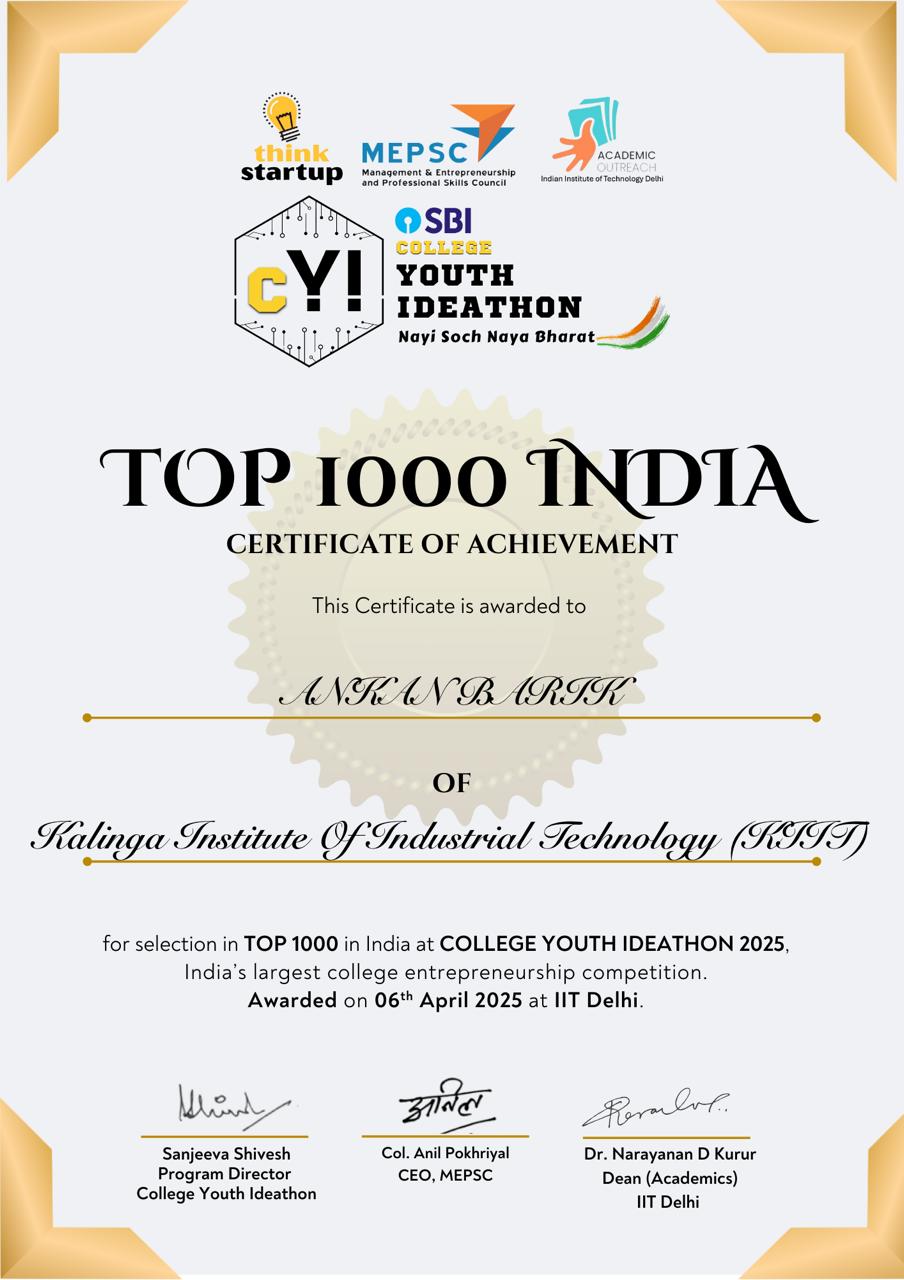 think
startup
MEPSC
Management & Entrepreneurship
and Professional Skills Council
ACADEMIC
OUTREACH
Indian Institute of Technology Delhi
cYI
SBI
COLLEGE
YOUTH
IDEATHON
Nayi Soch Naya Bharat
TOP 1000 INDIA
CERTIFICATE OF ACHIEVEMENT
This Certificate is awarded to
ANKAN BARIK
OF
Kalinga Institute Of Industrial Technology (KIIT)
for selection in TOP 1000 in India at COLLEGE YOUTH IDEATHON 2025,
India's largest college entrepreneurship competition.
Awarded on 06th April 2025 at IIT Delhi.
अनिल
Sanjeeva Shivesh
Program Director
College Youth Ideathon
Col. Anil Pokhriyal
CEO, MEPSC
Dr. Narayanan D Kurur
Dean (Academics)
IIT Delhi